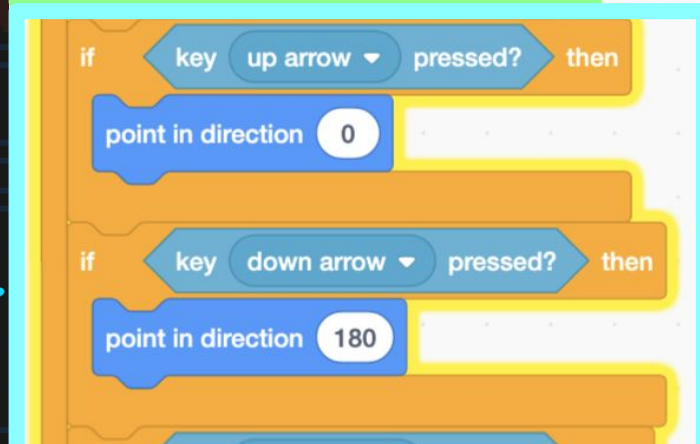 if key up arrow pressed? then
point in direction 0
if key down arrow pressed? then
point in direction 180